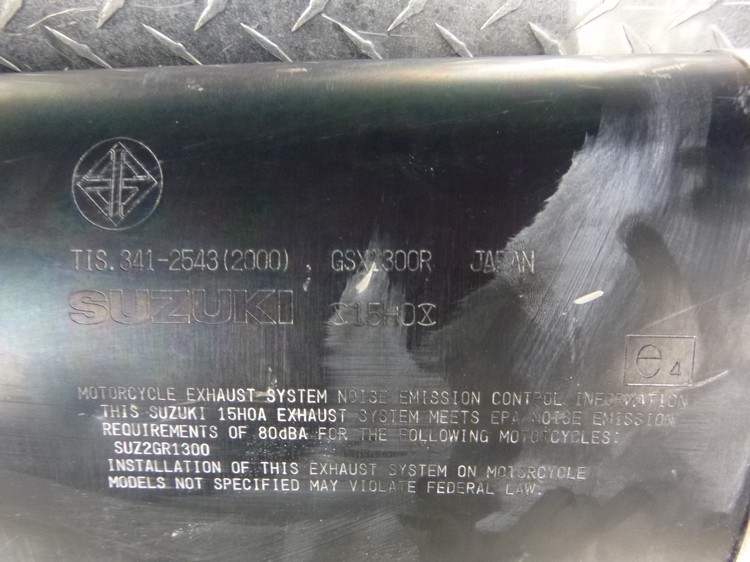 TIS.341-2543(2000) . GSX1300R JAPAN
SUZUKI 15H0
e4
MOTORCYCLE EXHAUST SYSTEM NOISE EMISSION CONTROL INFORMATION
THIS SUZUKI 15H0A EXHAUST SYSTEM MEETS EPA NOISE EMISSION
REQUIREMENTS OF 80dBA FOR THE FOLLOWING MOTORCYCLES:
SUZ2GR1300
INSTALLATION OF THIS EXHAUST SYSTEM ON MOTORCYCLE
MODELS NOT SPECIFIED MAY VIOLATE FEDERAL LAW.